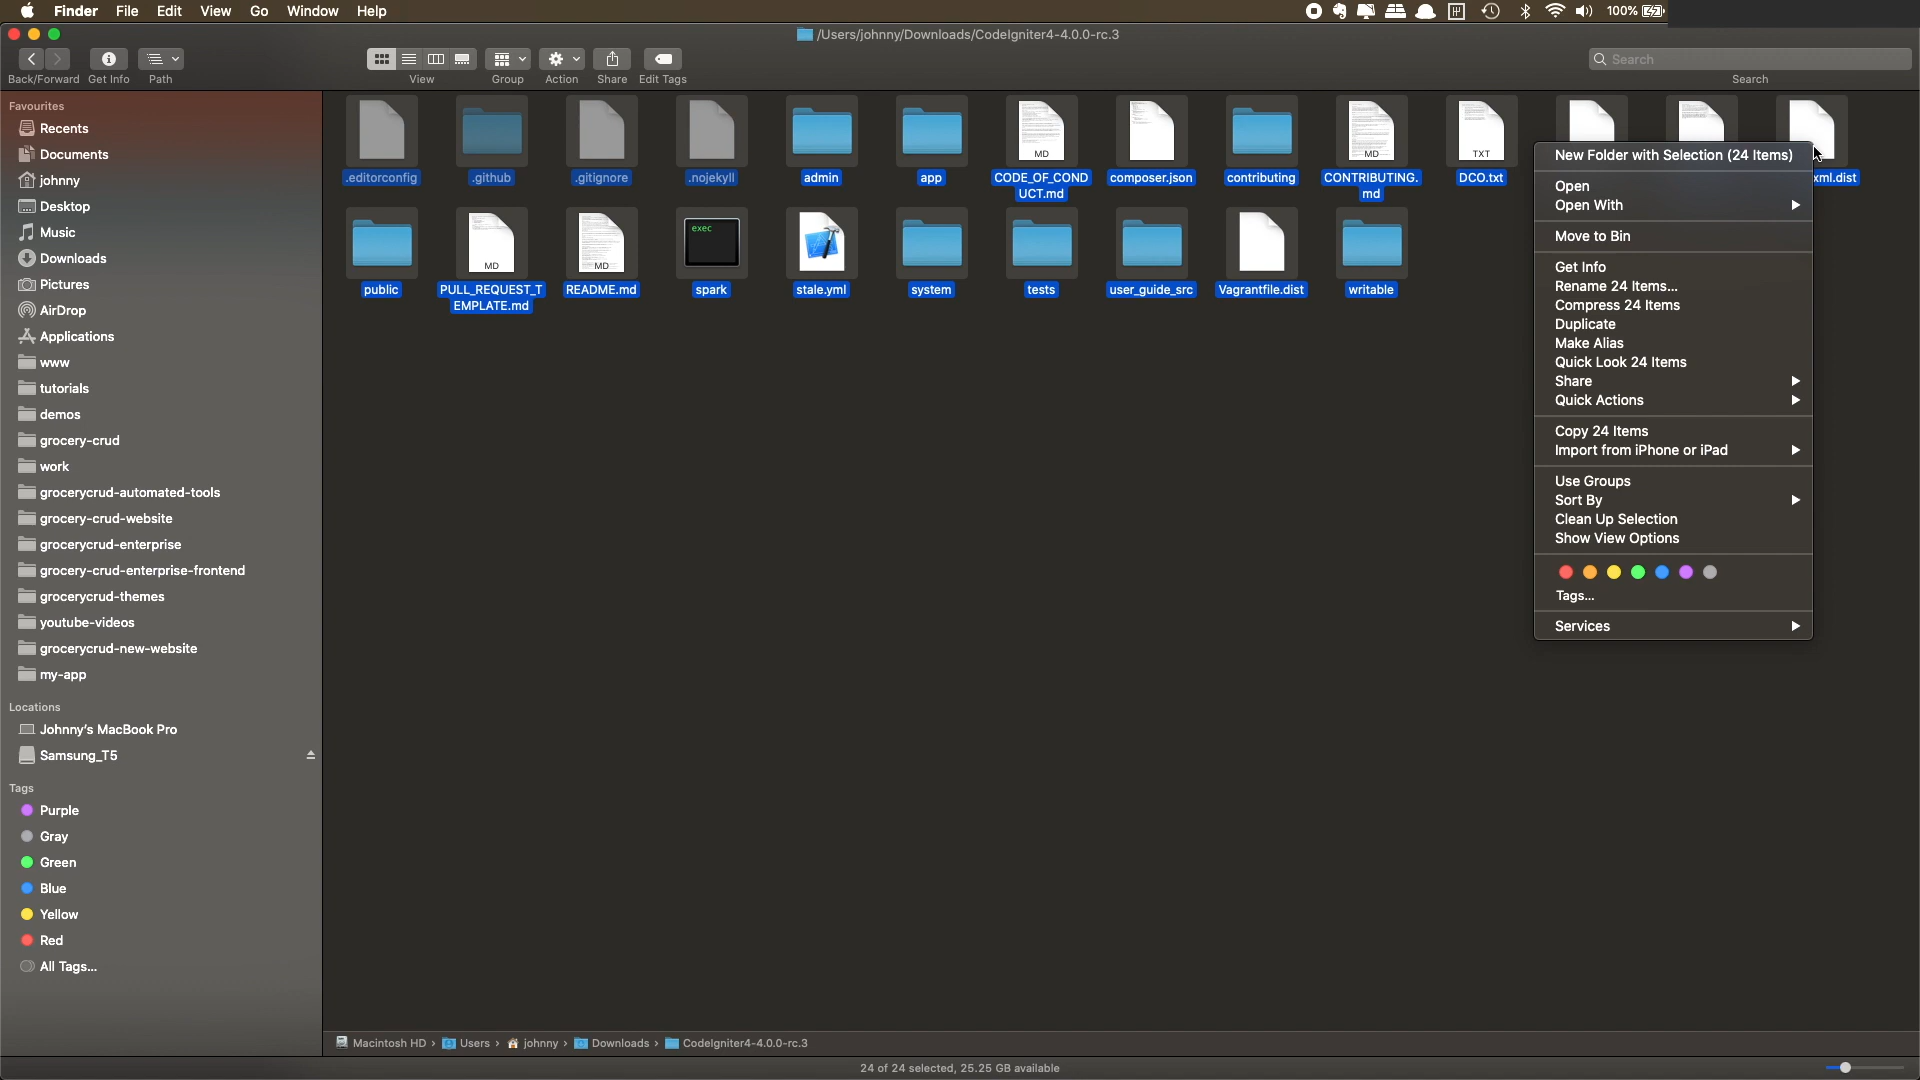 Finder File Edit View Go Window Help
100%
/Users/johnny/Downloads/CodeIgniter4-4.0.0-rc.3
Search
Back/Forward Get Info Path View Group Action Share Edit Tags Search
Favourites
Recents
Documents
johnny
Desktop
Music
Downloads
Pictures
AirDrop
Applications
www
tutorials
demos
grocery-crud
work
grocerycrud-automated-tools
grocery-crud-website
grocerycrud-enterprise
grocery-crud-enterprise-frontend
grocerycrud-themes
youtube-videos
grocerycrud-new-website
my-app
Locations
Johnny's MacBook Pro
Samsung_T5
Tags
Purple
Gray
Green
Blue
Yellow
Red
All Tags...
MD MD TXT
.editorconfig .github .gitignore .nojekyll admin app CODE_OF_COND composer.json contributing CONTRIBUTING. DCO.txt xml.dist
UCT.md md
exec
MD MD
public PULL_REQUEST_T README.md spark stale.yml system tests user_guide_src Vagrantfile.dist writable
EMPLATE.md
New Folder with Selection (24 Items)
Open
Open With
Move to Bin
Get Info
Rename 24 Items...
Compress 24 Items
Duplicate
Make Alias
Quick Look 24 Items
Share
Quick Actions
Copy 24 Items
Import from iPhone or iPad
Use Groups
Sort By
Clean Up Selection
Show View Options
Tags...
Services
Macintosh HD › Users › johnny › Downloads › CodeIgniter4-4.0.0-rc.3
24 of 24 selected, 25.25 GB available